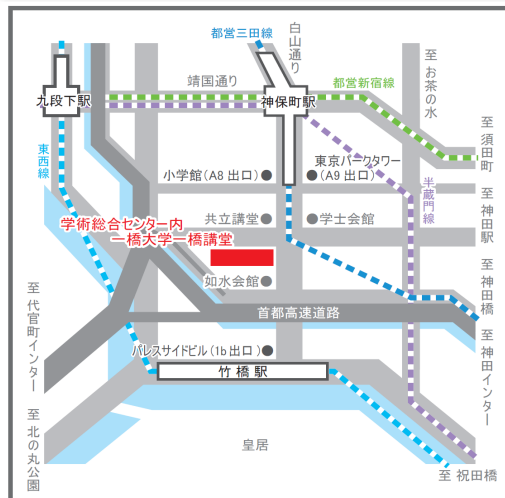 都営三田線
白山通り
靖国通り
都営新宿線
至 お茶の水
九段下駅
神保町駅
至 須田町
東西線
東京パークタワー
小学館(A8 出口)
(A9 出口)
半蔵門線
至 神田駅
共立講堂
学士会館
学術総合センター内
一橋大学一橋講堂
如水会館
至 神田橋
至 代官町インター
首都高速道路
至 神田インター
パレスサイドビル(1b 出口)
竹橋駅
至 北の丸公園
皇居
至 祝田橋